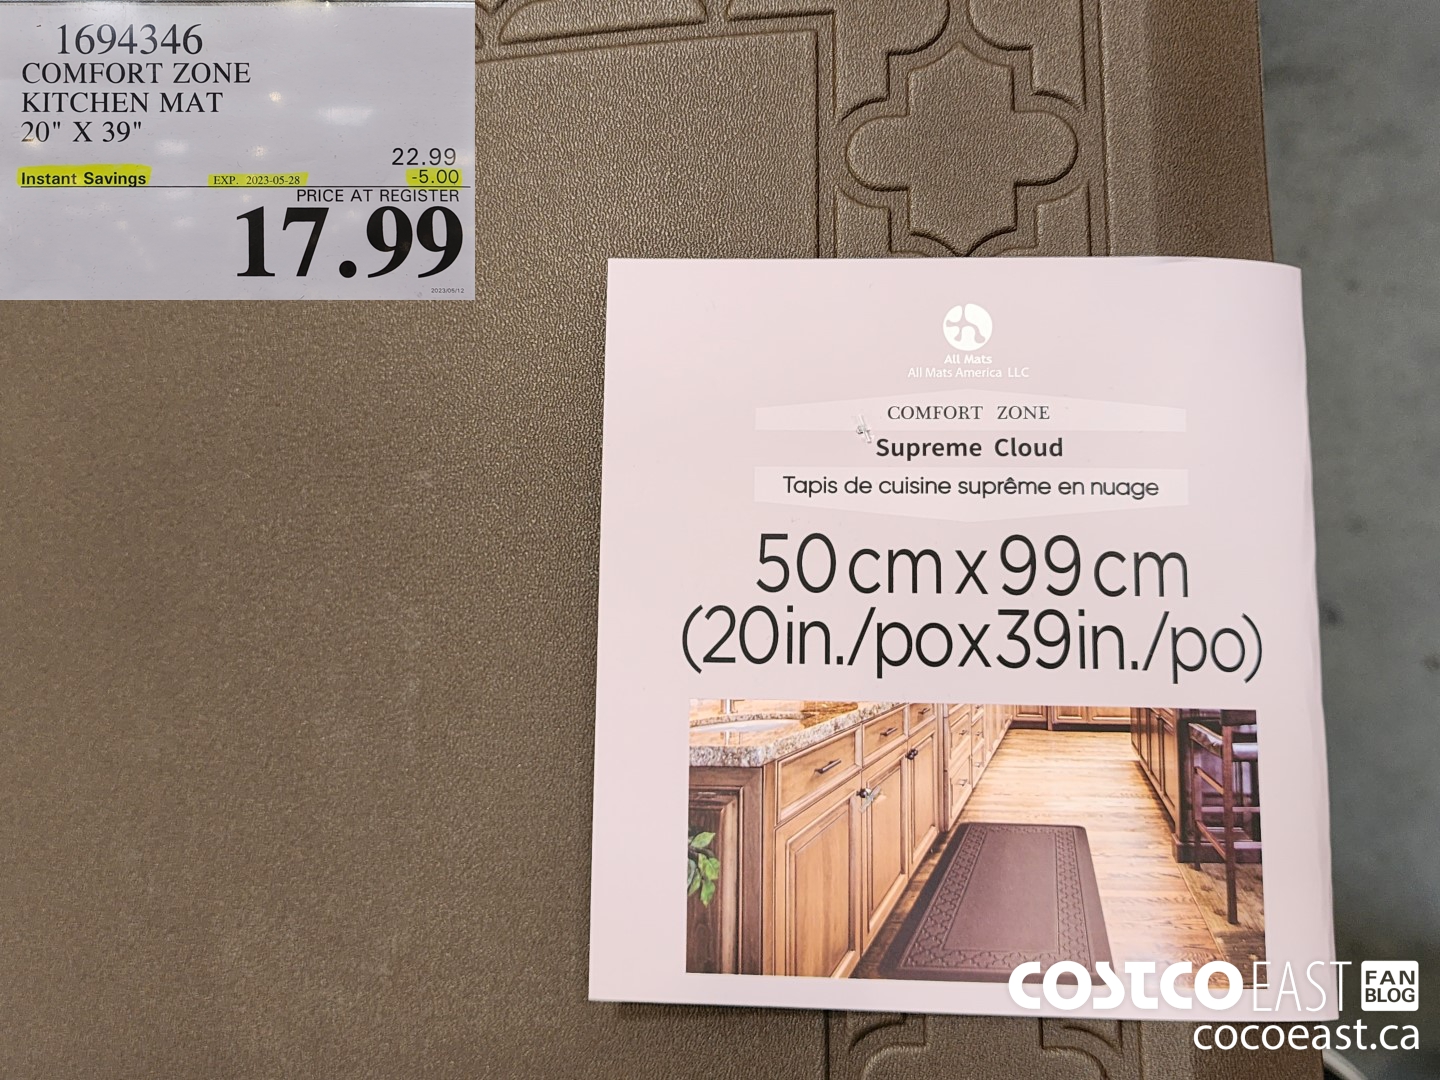 1694346
COMFORT ZONE
KITCHEN MAT
20" X 39"
22.99
Instant Savings EXP. 2023-05-28 -5.00
PRICE AT REGISTER
17.99
2023/05/12
All Mats
All Mats America LLC
COMFORT ZONE
Supreme Cloud
Tapis de cuisine suprême en nuage
50cm x 99cm
(20in./po x 39in./po)
COSTCO EAST FAN BLOG
cocoeast.ca